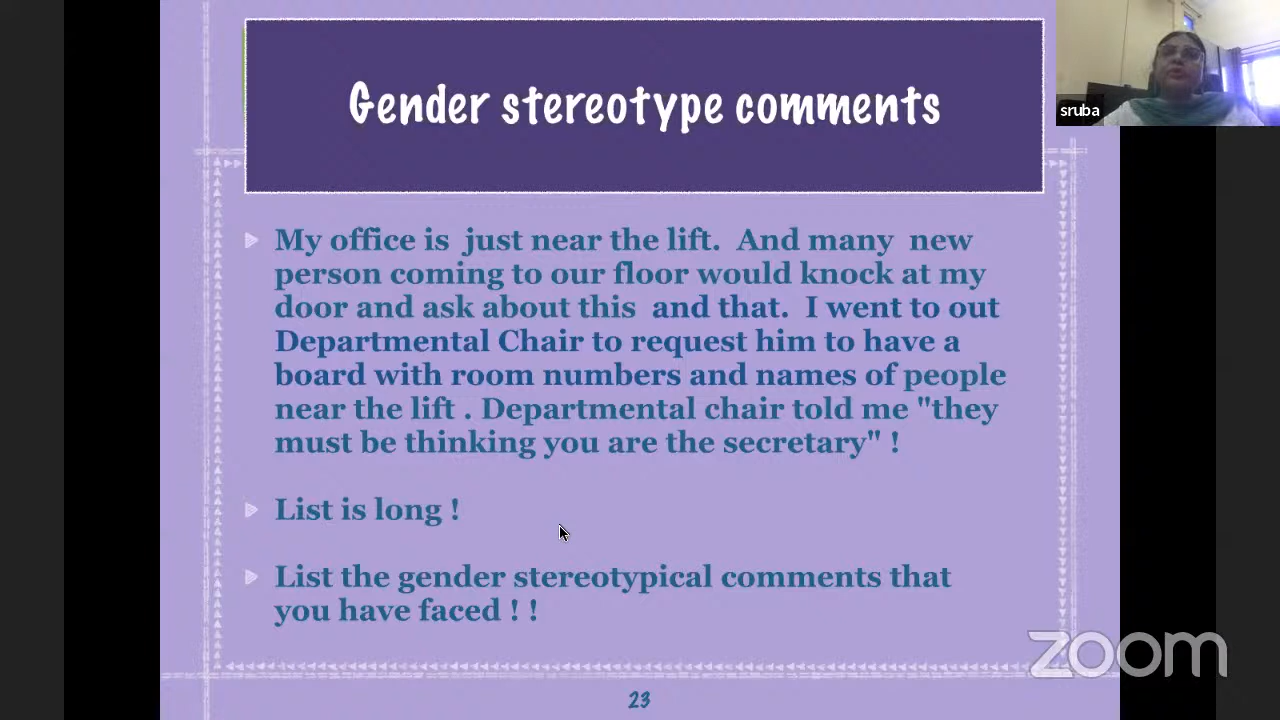 Gender stereotype comments
sruba
My office is just near the lift. And many new
person coming to our floor would knock at my
door and ask about this and that. I went to out
Departmental Chair to request him to have a
board with room numbers and names of people
near the lift . Departmental chair told me "they
must be thinking you are the secretary" !
List is long !
List the gender stereotypical comments that
you have faced ! !
zoom
23